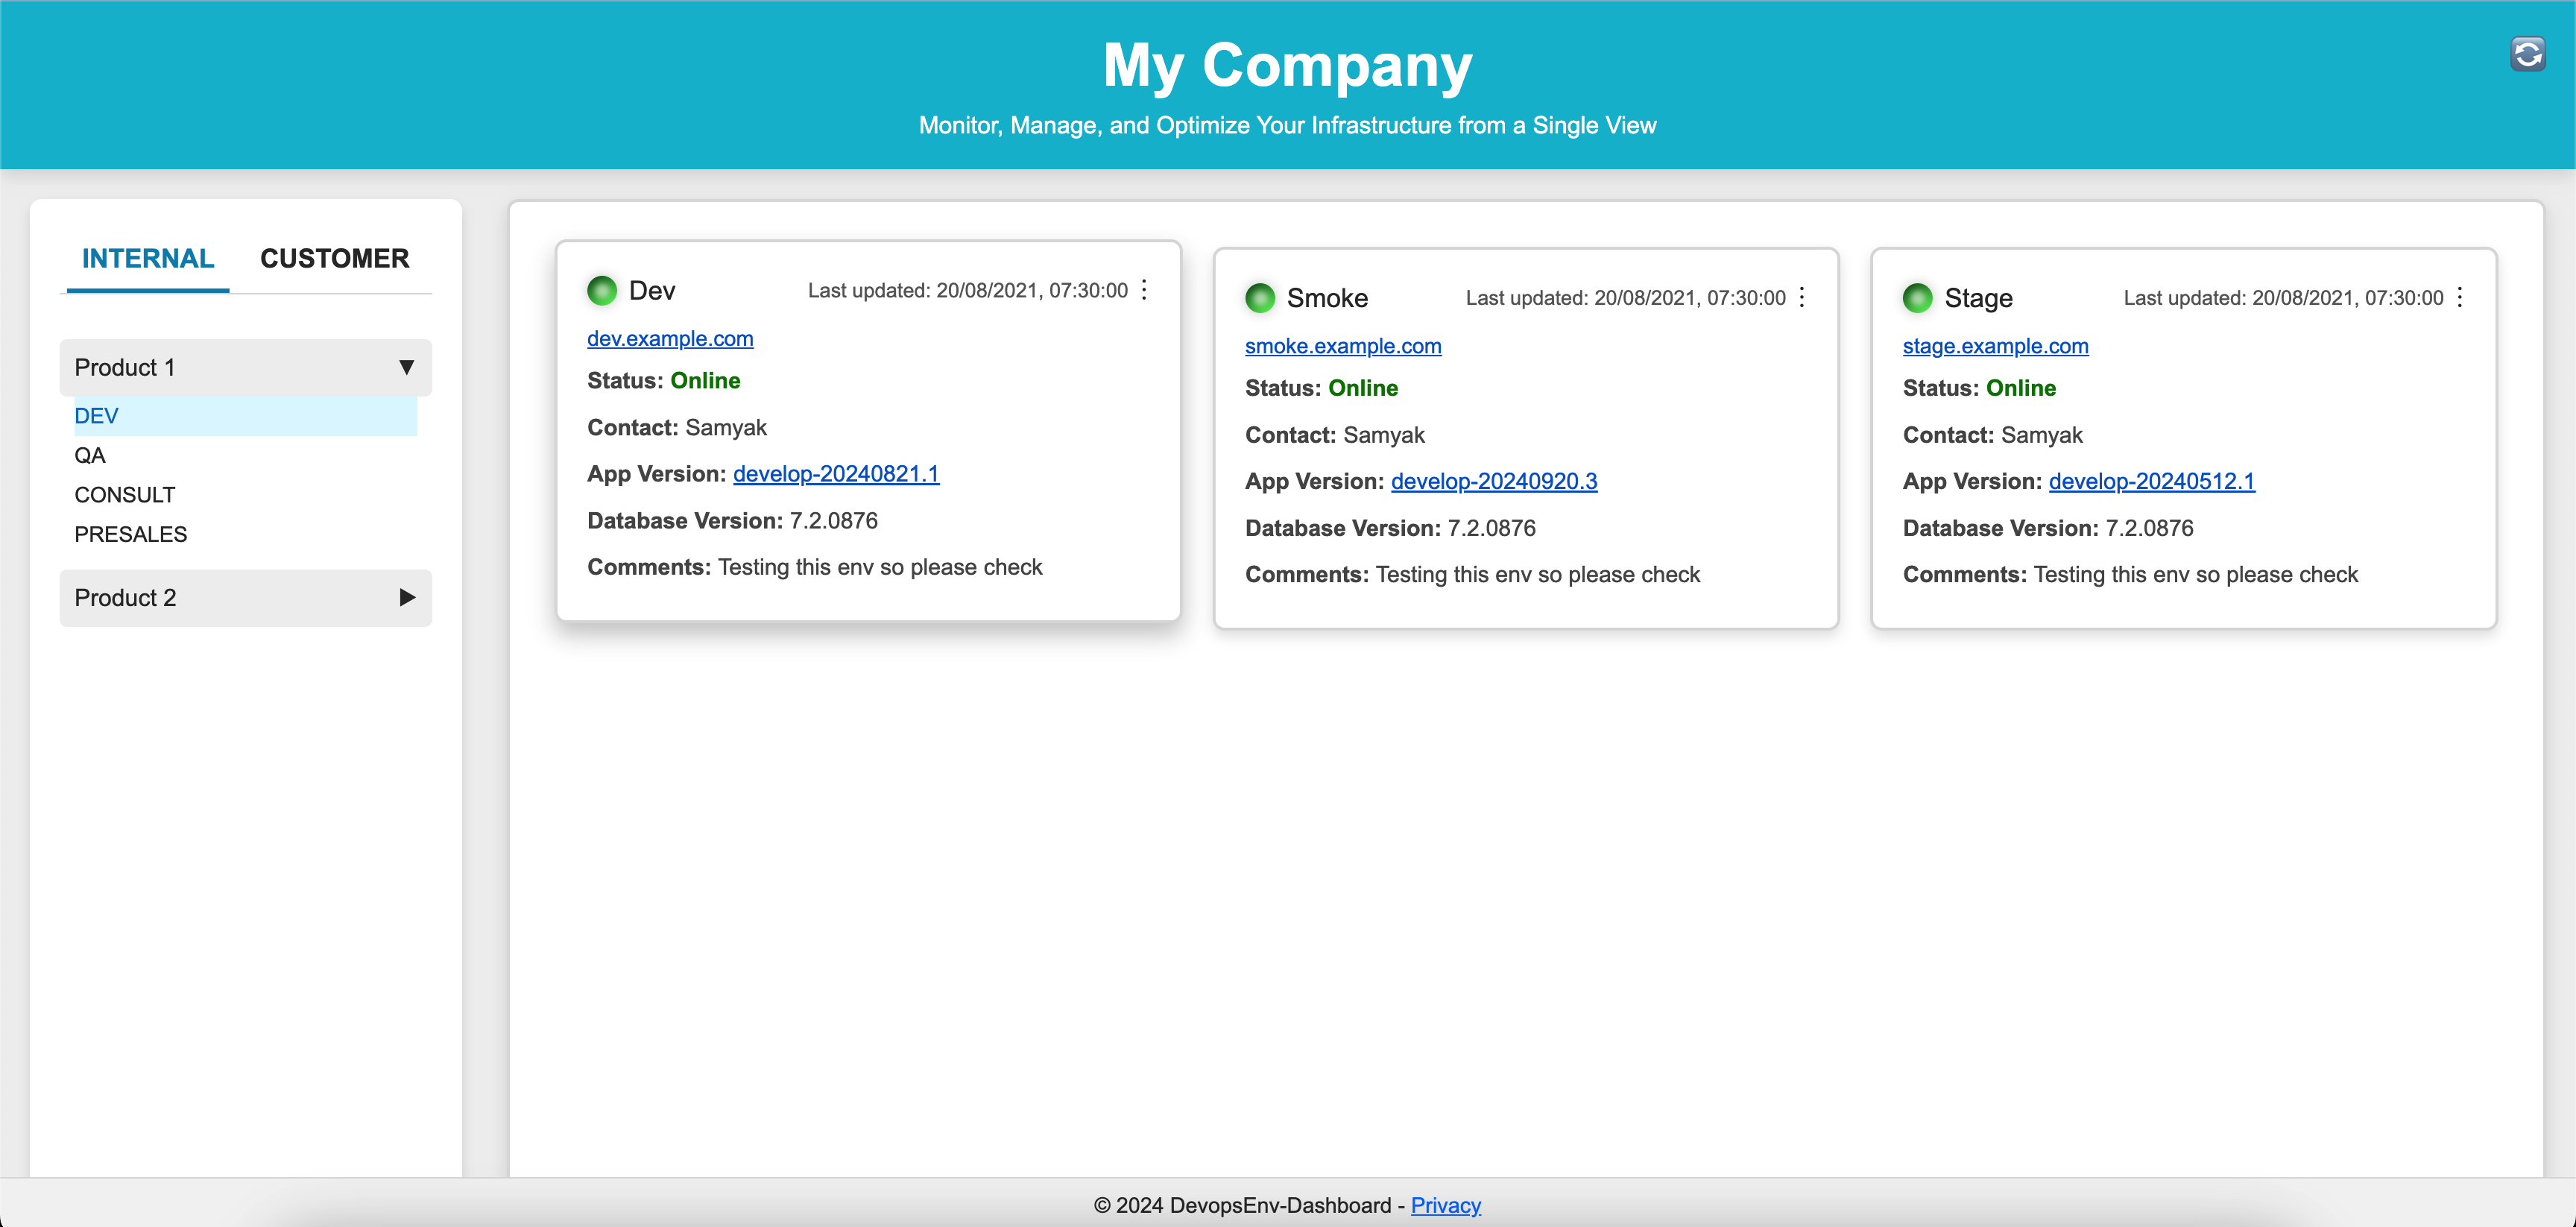 My Company
Monitor, Manage, and Optimize Your Infrastructure from a Single View
INTERNAL CUSTOMER
Product 1 ▼
DEV
QA
CONSULT
PRESALES
Product 2 ▶
Dev Last updated: 20/08/2021, 07:30:00 ⋮
dev.example.com
Status: Online
Contact: Samyak
App Version: develop-20240821.1
Database Version: 7.2.0876
Comments: Testing this env so please check
Smoke Last updated: 20/08/2021, 07:30:00 ⋮
smoke.example.com
Status: Online
Contact: Samyak
App Version: develop-20240920.3
Database Version: 7.2.0876
Comments: Testing this env so please check
Stage Last updated: 20/08/2021, 07:30:00 ⋮
stage.example.com
Status: Online
Contact: Samyak
App Version: develop-20240512.1
Database Version: 7.2.0876
Comments: Testing this env so please check
© 2024 DevopsEnv-Dashboard - Privacy